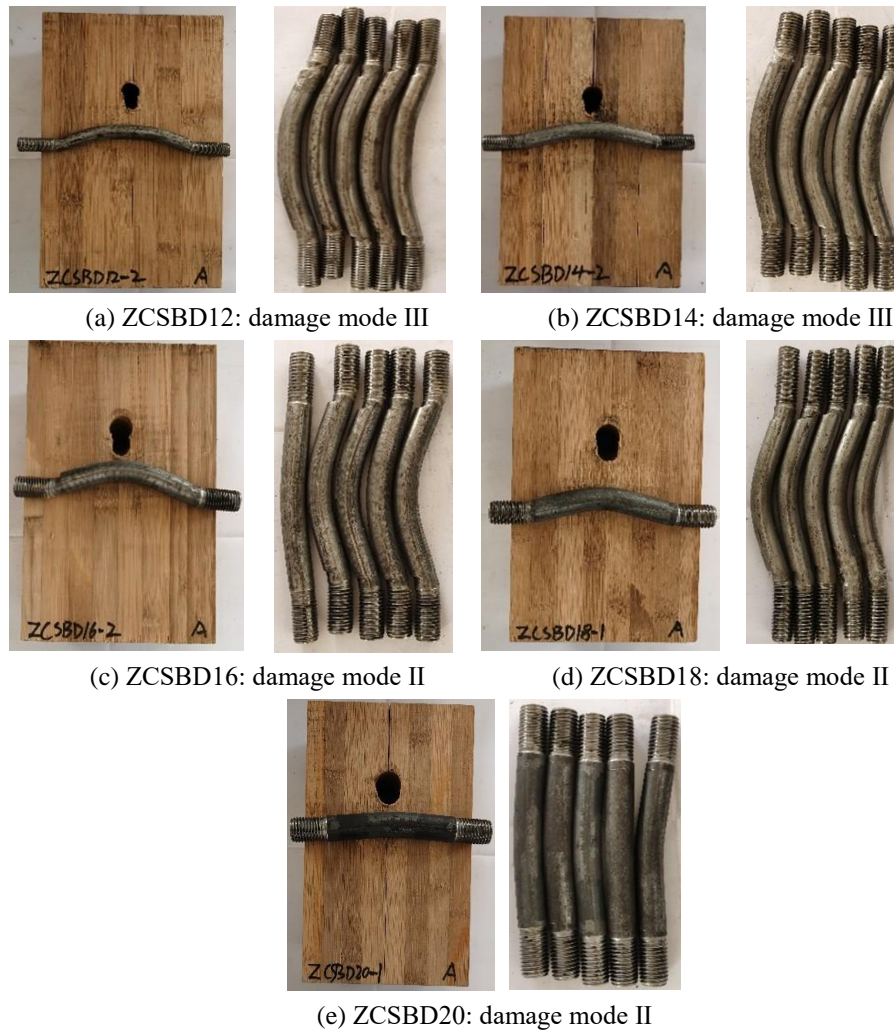 ZCSBD12-2 A
ZCSBD14-2 A
(a) ZCSBD12: damage mode III
(b) ZCSBD14: damage mode III
ZCSBD16-2 A
ZCSBD18-1 A
(c) ZCSBD16: damage mode II
(d) ZCSBD18: damage mode II
ZCSBD20-1 A
(e) ZCSBD20: damage mode II